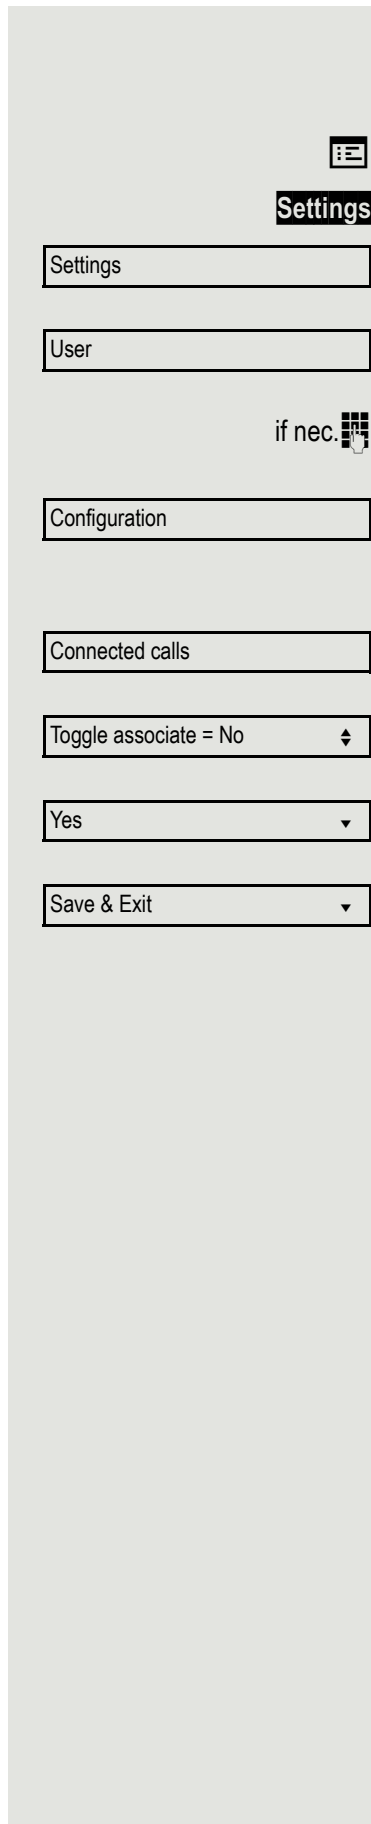 Settings
Settings
User
if nec.
Configuration
Connected calls
Toggle associate = No
Yes
Save & Exit